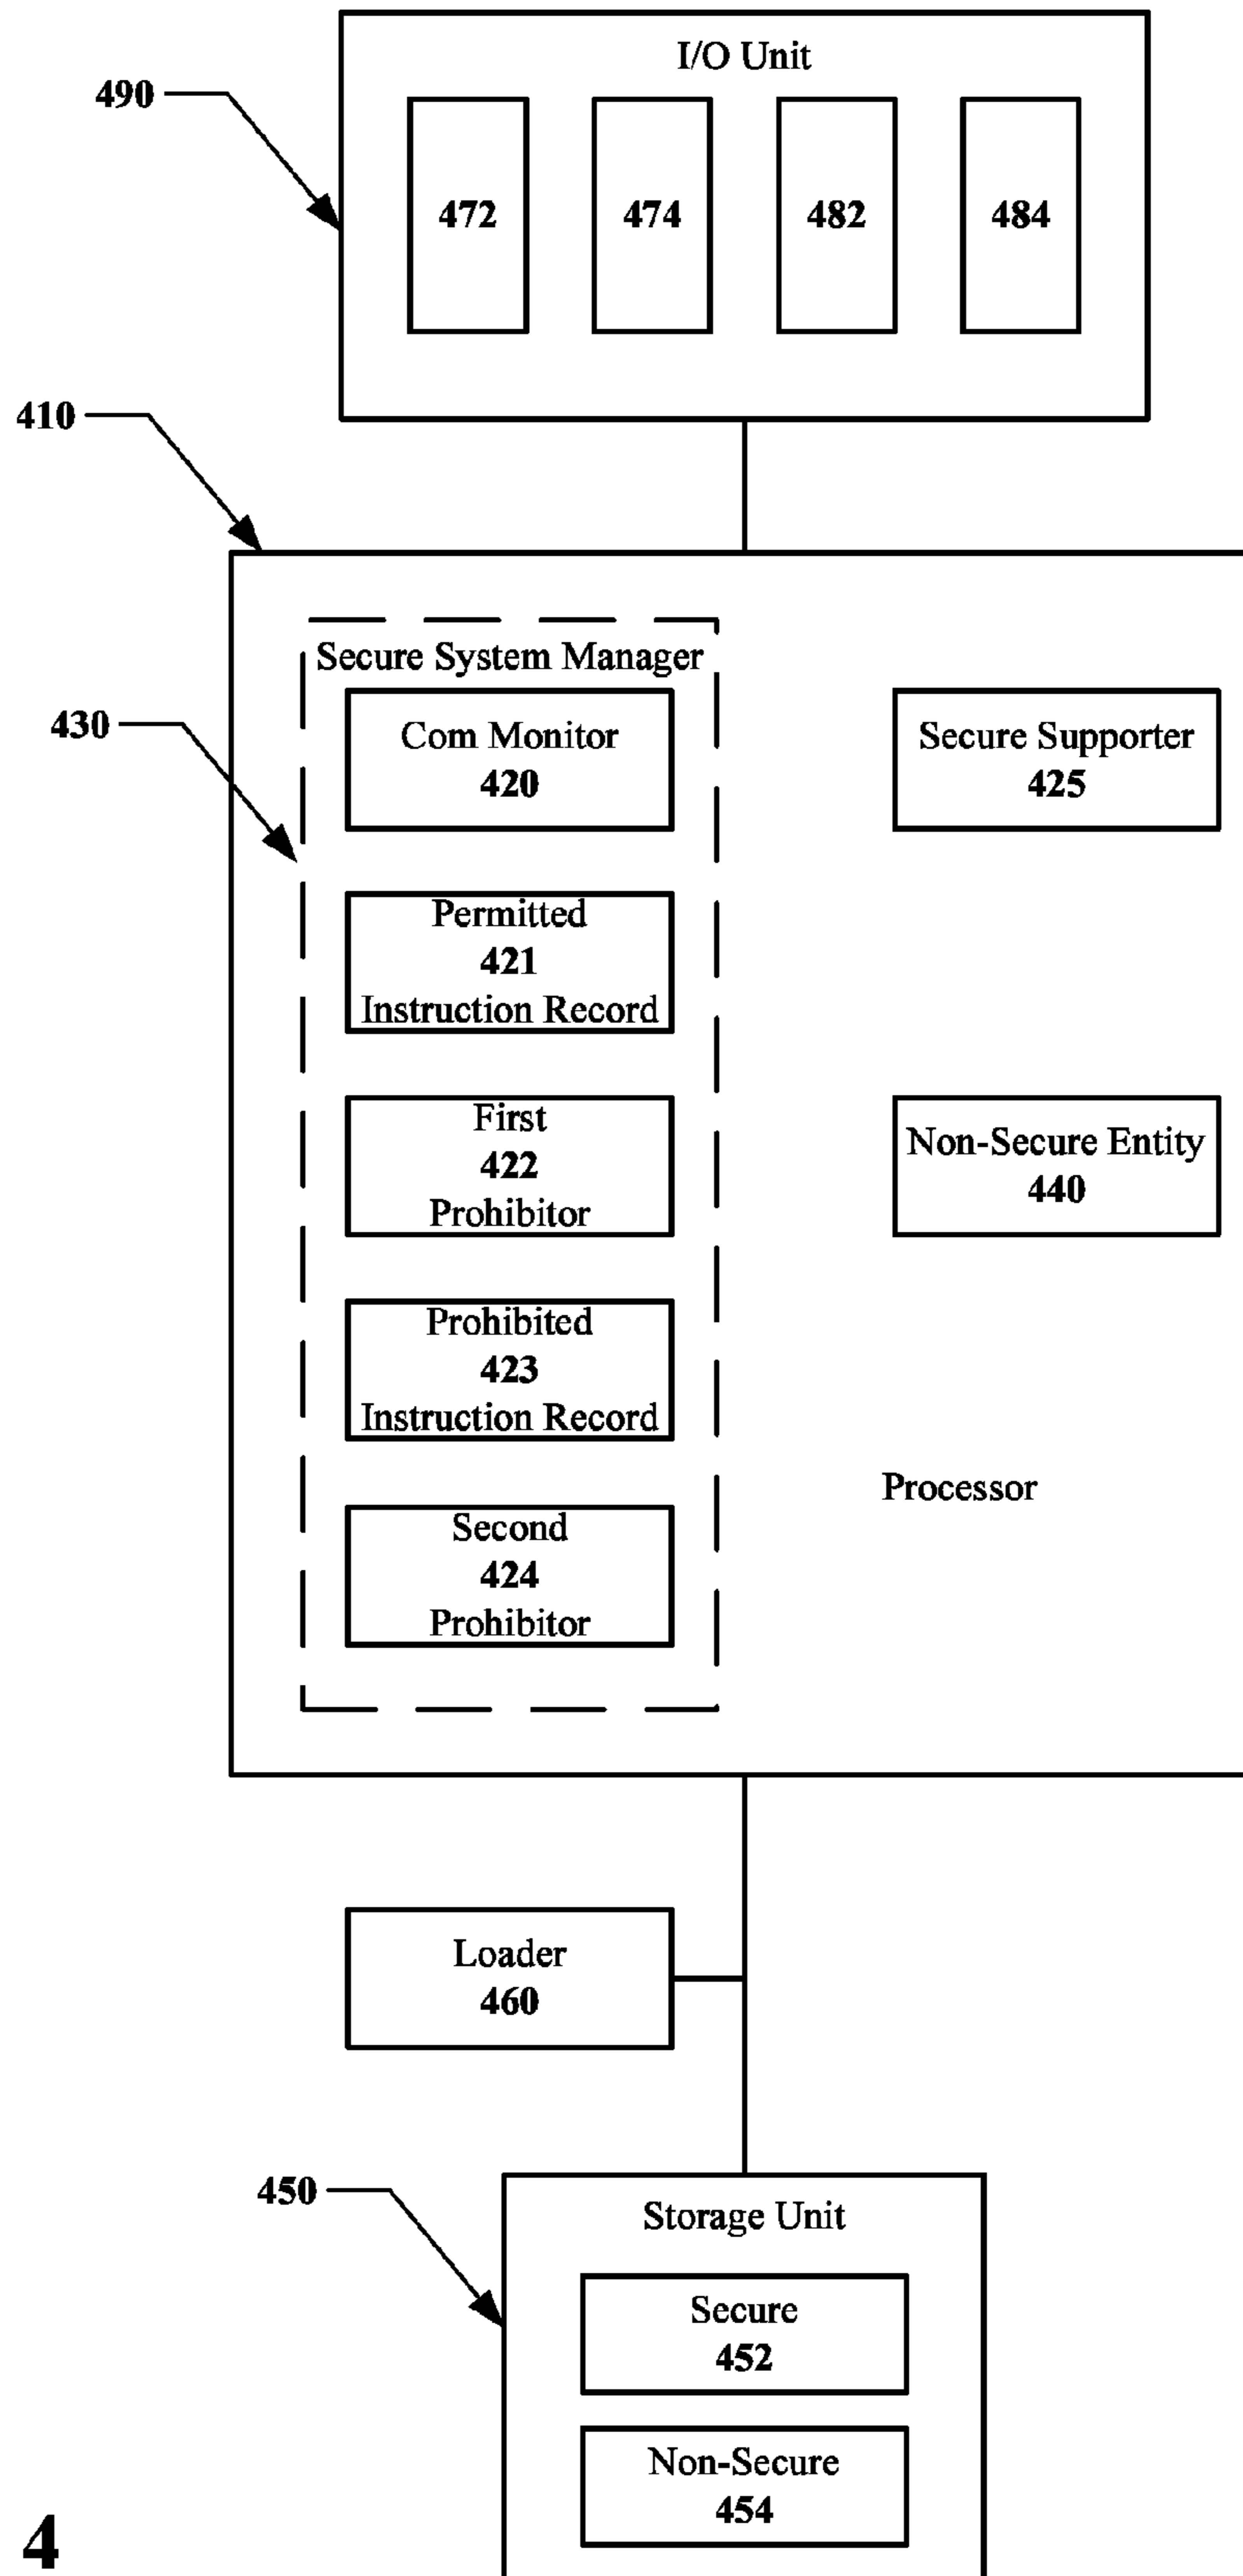 I/O Unit
490
472 474 482 484
410
Secure System Manager
430
Com Monitor
420
Secure Supporter
425
Permitted
421
Instruction Record
First
422
Prohibitor
Non-Secure Entity
440
Prohibited
423
Instruction Record
Processor
Second
424
Prohibitor
Loader
460
450
Storage Unit
Secure
452
Non-Secure
454
4